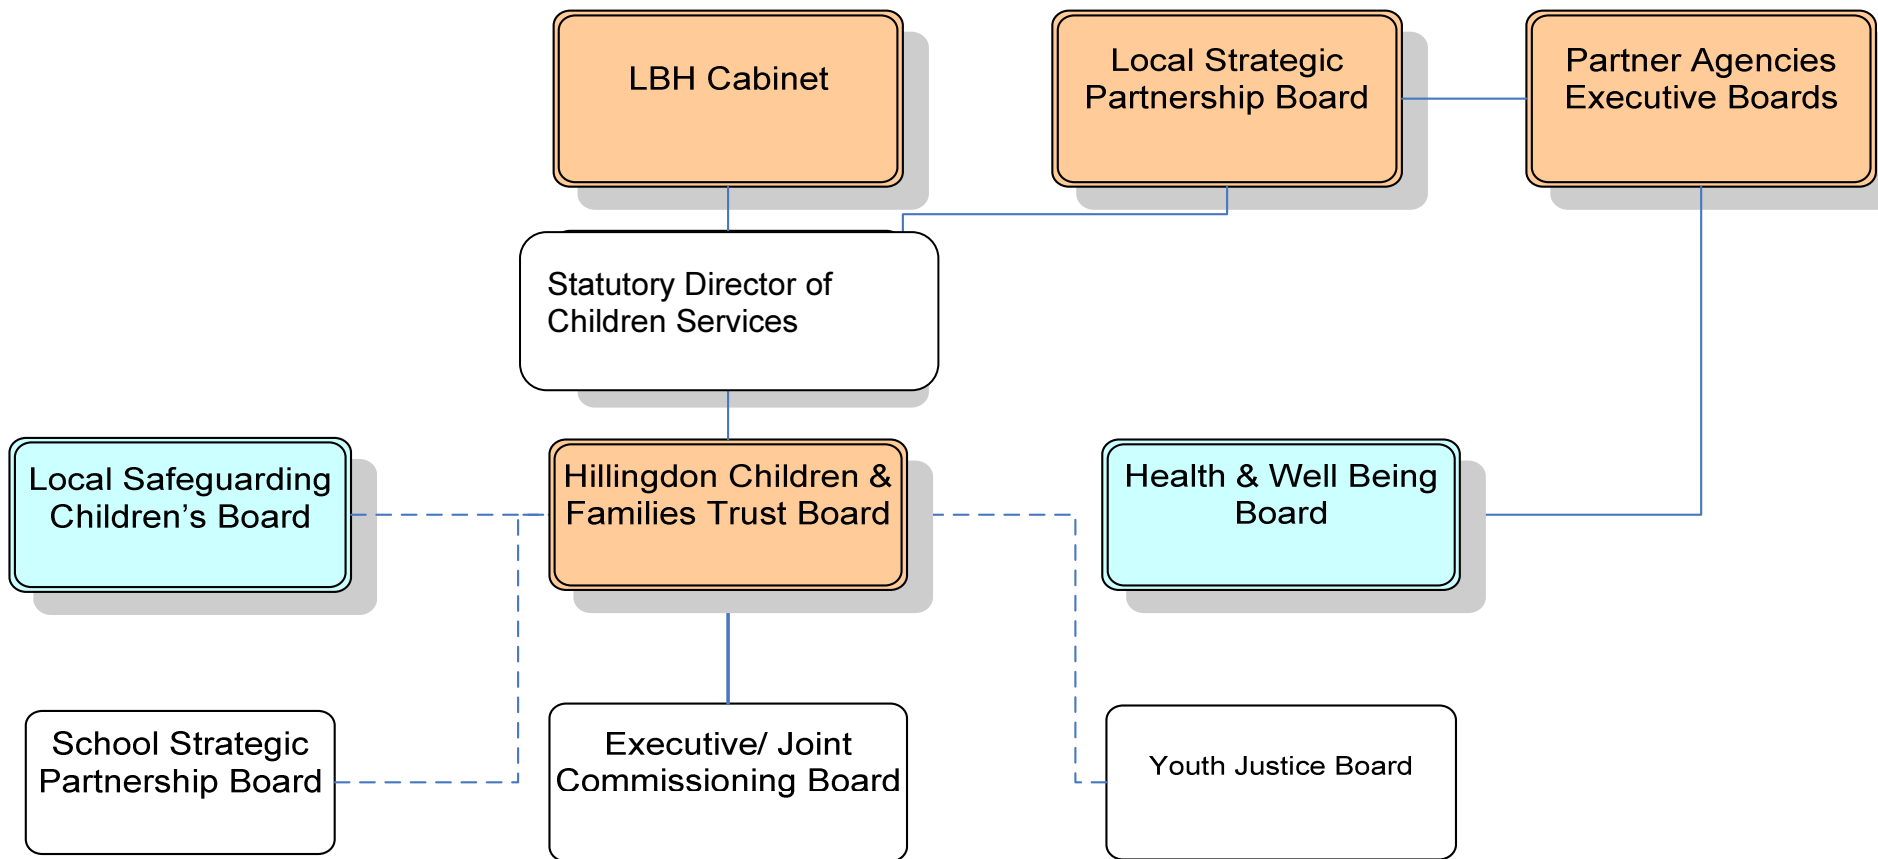 LBH Cabinet
Local Strategic
Partnership Board
Partner Agencies
Executive Boards
Statutory Director of
Children Services
Local Safeguarding
Children’s Board
Hillingdon Children &
Families Trust Board
Health & Well Being
Board
School Strategic
Partnership Board
Executive/ Joint
Commissioning Board
Youth Justice Board